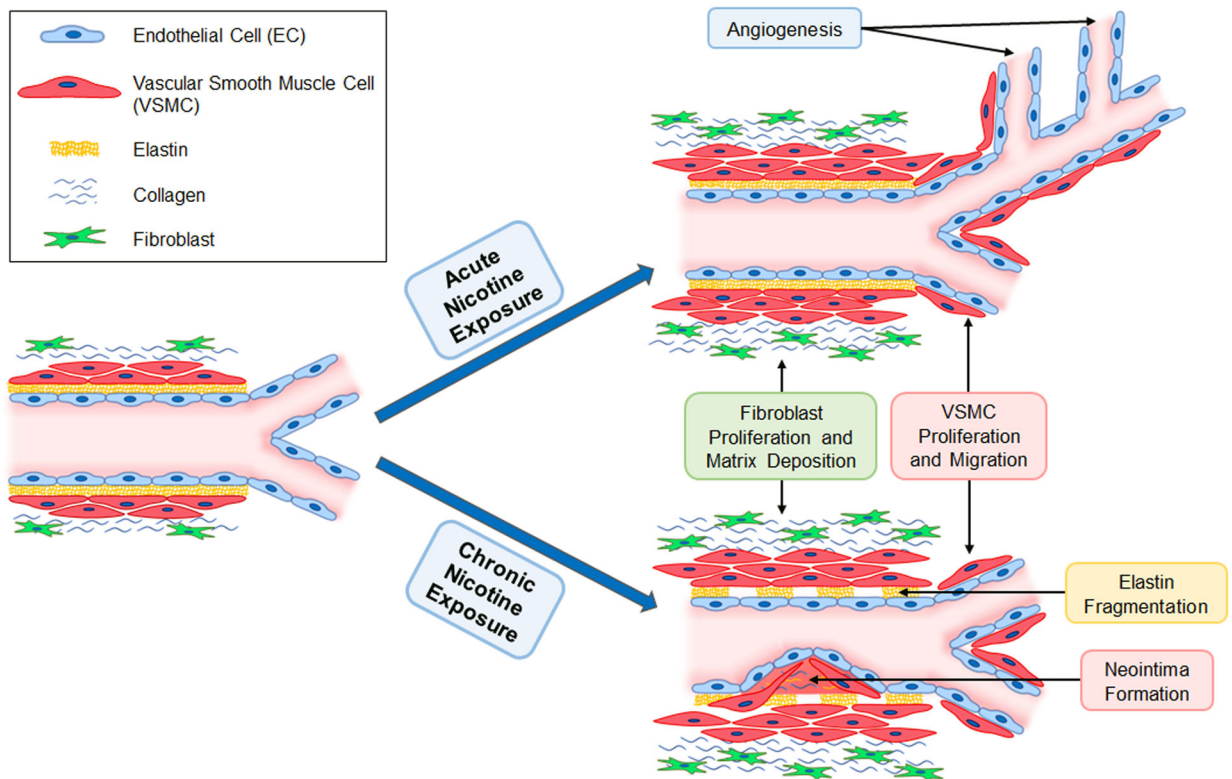 Endothelial Cell (EC)
Vascular Smooth Muscle Cell
(VSMC)
Elastin
Collagen
Fibroblast
Angiogenesis
Acute
Nicotine
Exposure
Fibroblast
Proliferation and
Matrix Deposition
VSMC
Proliferation
and Migration
Chronic
Nicotine
Exposure
Elastin
Fragmentation
Neointima
Formation